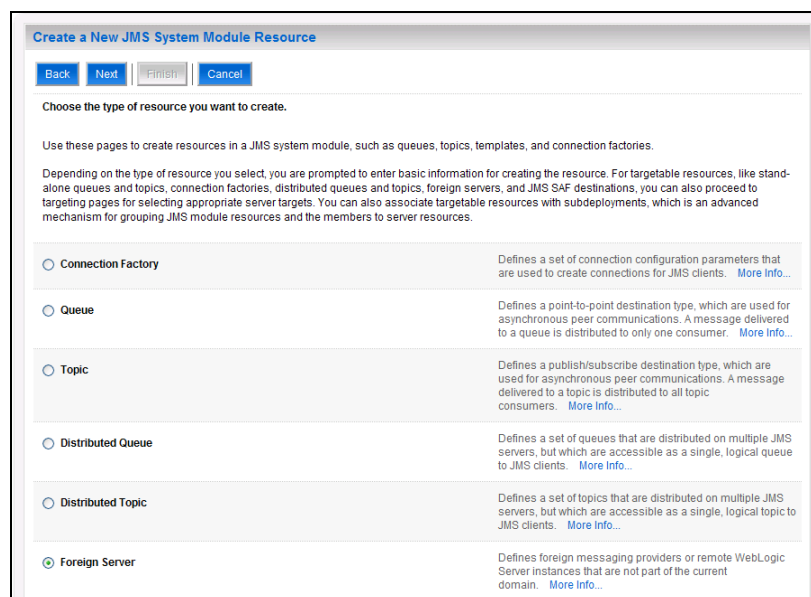 Create a New JMS System Module Resource
Back Next Finish Cancel
Choose the type of resource you want to create.
Use these pages to create resources in a JMS system module, such as queues, topics, templates, and connection factories.
Depending on the type of resource you select, you are prompted to enter basic information for creating the resource. For targetable resources, like stand-
alone queues and topics, connection factories, distributed queues and topics, foreign servers, and JMS SAF destinations, you can also proceed to
targeting pages for selecting appropriate server targets. You can also associate targetable resources with subdeployments, which is an advanced
mechanism for grouping JMS module resources and the members to server resources.
Connection Factory
Defines a set of connection configuration parameters that
are used to create connections for JMS clients. More Info...
Queue
Defines a point-to-point destination type, which are used for
asynchronous peer communications. A message delivered
to a queue is distributed to only one consumer. More Info...
Topic
Defines a publish/subscribe destination type, which are
used for asynchronous peer communications. A message
delivered to a topic is distributed to all topic
consumers. More Info...
Distributed Queue
Defines a set of queues that are distributed on multiple JMS
servers, but which are accessible as a single, logical queue
to JMS clients. More Info...
Distributed Topic
Defines a set of topics that are distributed on multiple JMS
servers, but which are accessible as a single, logical topic to
JMS clients. More Info...
Foreign Server
Defines foreign messaging providers or remote WebLogic
Server instances that are not part of the current
domain. More Info...